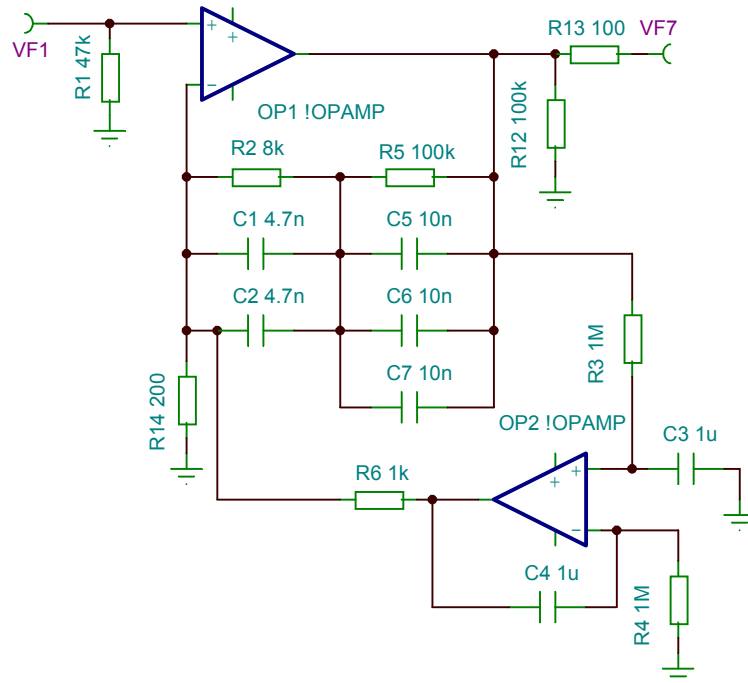 VF1
R1 47k
+
+
−
OP1 !OPAMP
R13 100
VF7
R12 100k
R2 8k
R5 100k
C1 4.7n
C5 10n
C2 4.7n
C6 10n
C7 10n
R14 200
R3 1M
OP2 !OPAMP
C3 1u
R6 1k
+
+
−
C4 1u
R4 1M